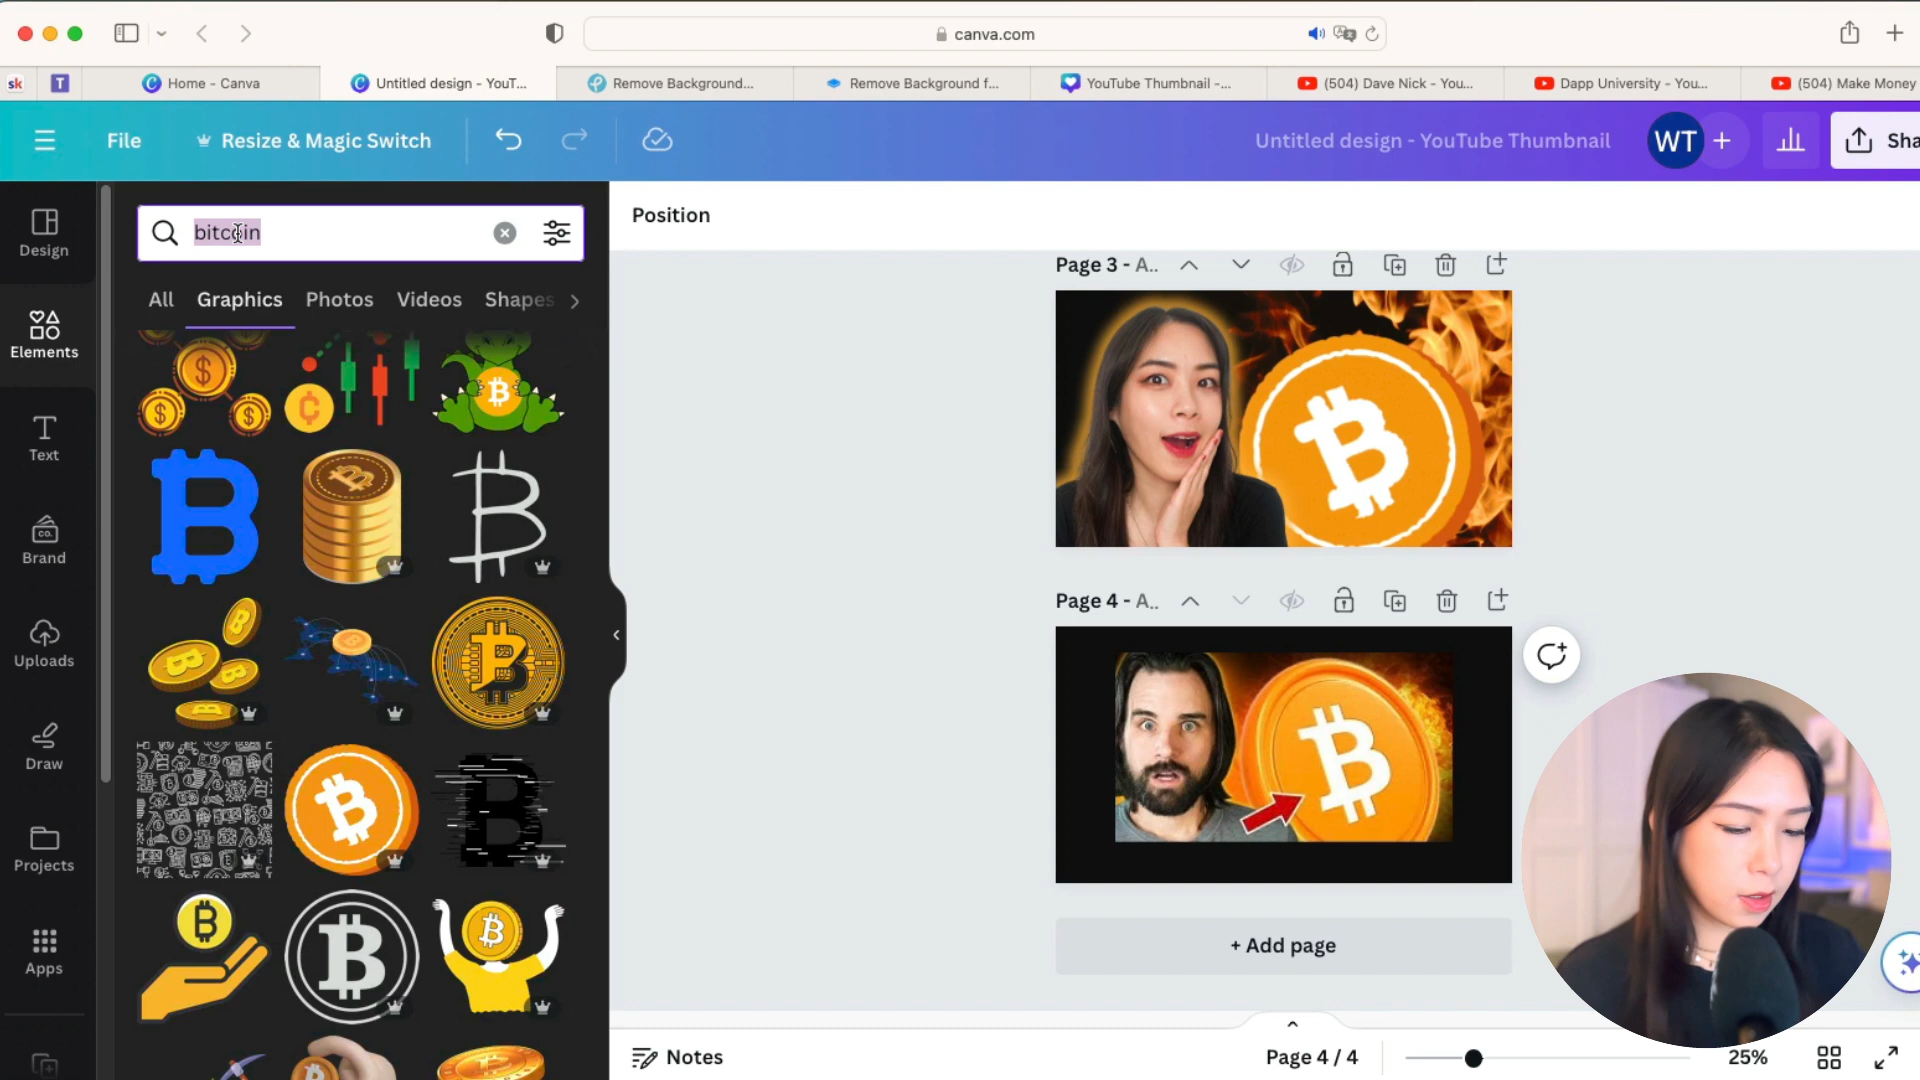 canva.com
sk
T
Home - Canva
Untitled design - YouT...
Remove Background...
Remove Background f...
YouTube Thumbnail -...
(504) Dave Nick - You...
Dapp University - You...
(504) Make Money
File
Resize & Magic Switch
Untitled design - YouTube Thumbnail
WT
+
Sha
Design
Elements
Text
Brand
Uploads
Draw
Projects
Apps
bitcoin
All
Graphics
Photos
Videos
Shapes
Position
Page 3 - A..
Page 4 - A..
+ Add page
Notes
Page 4 / 4
25%